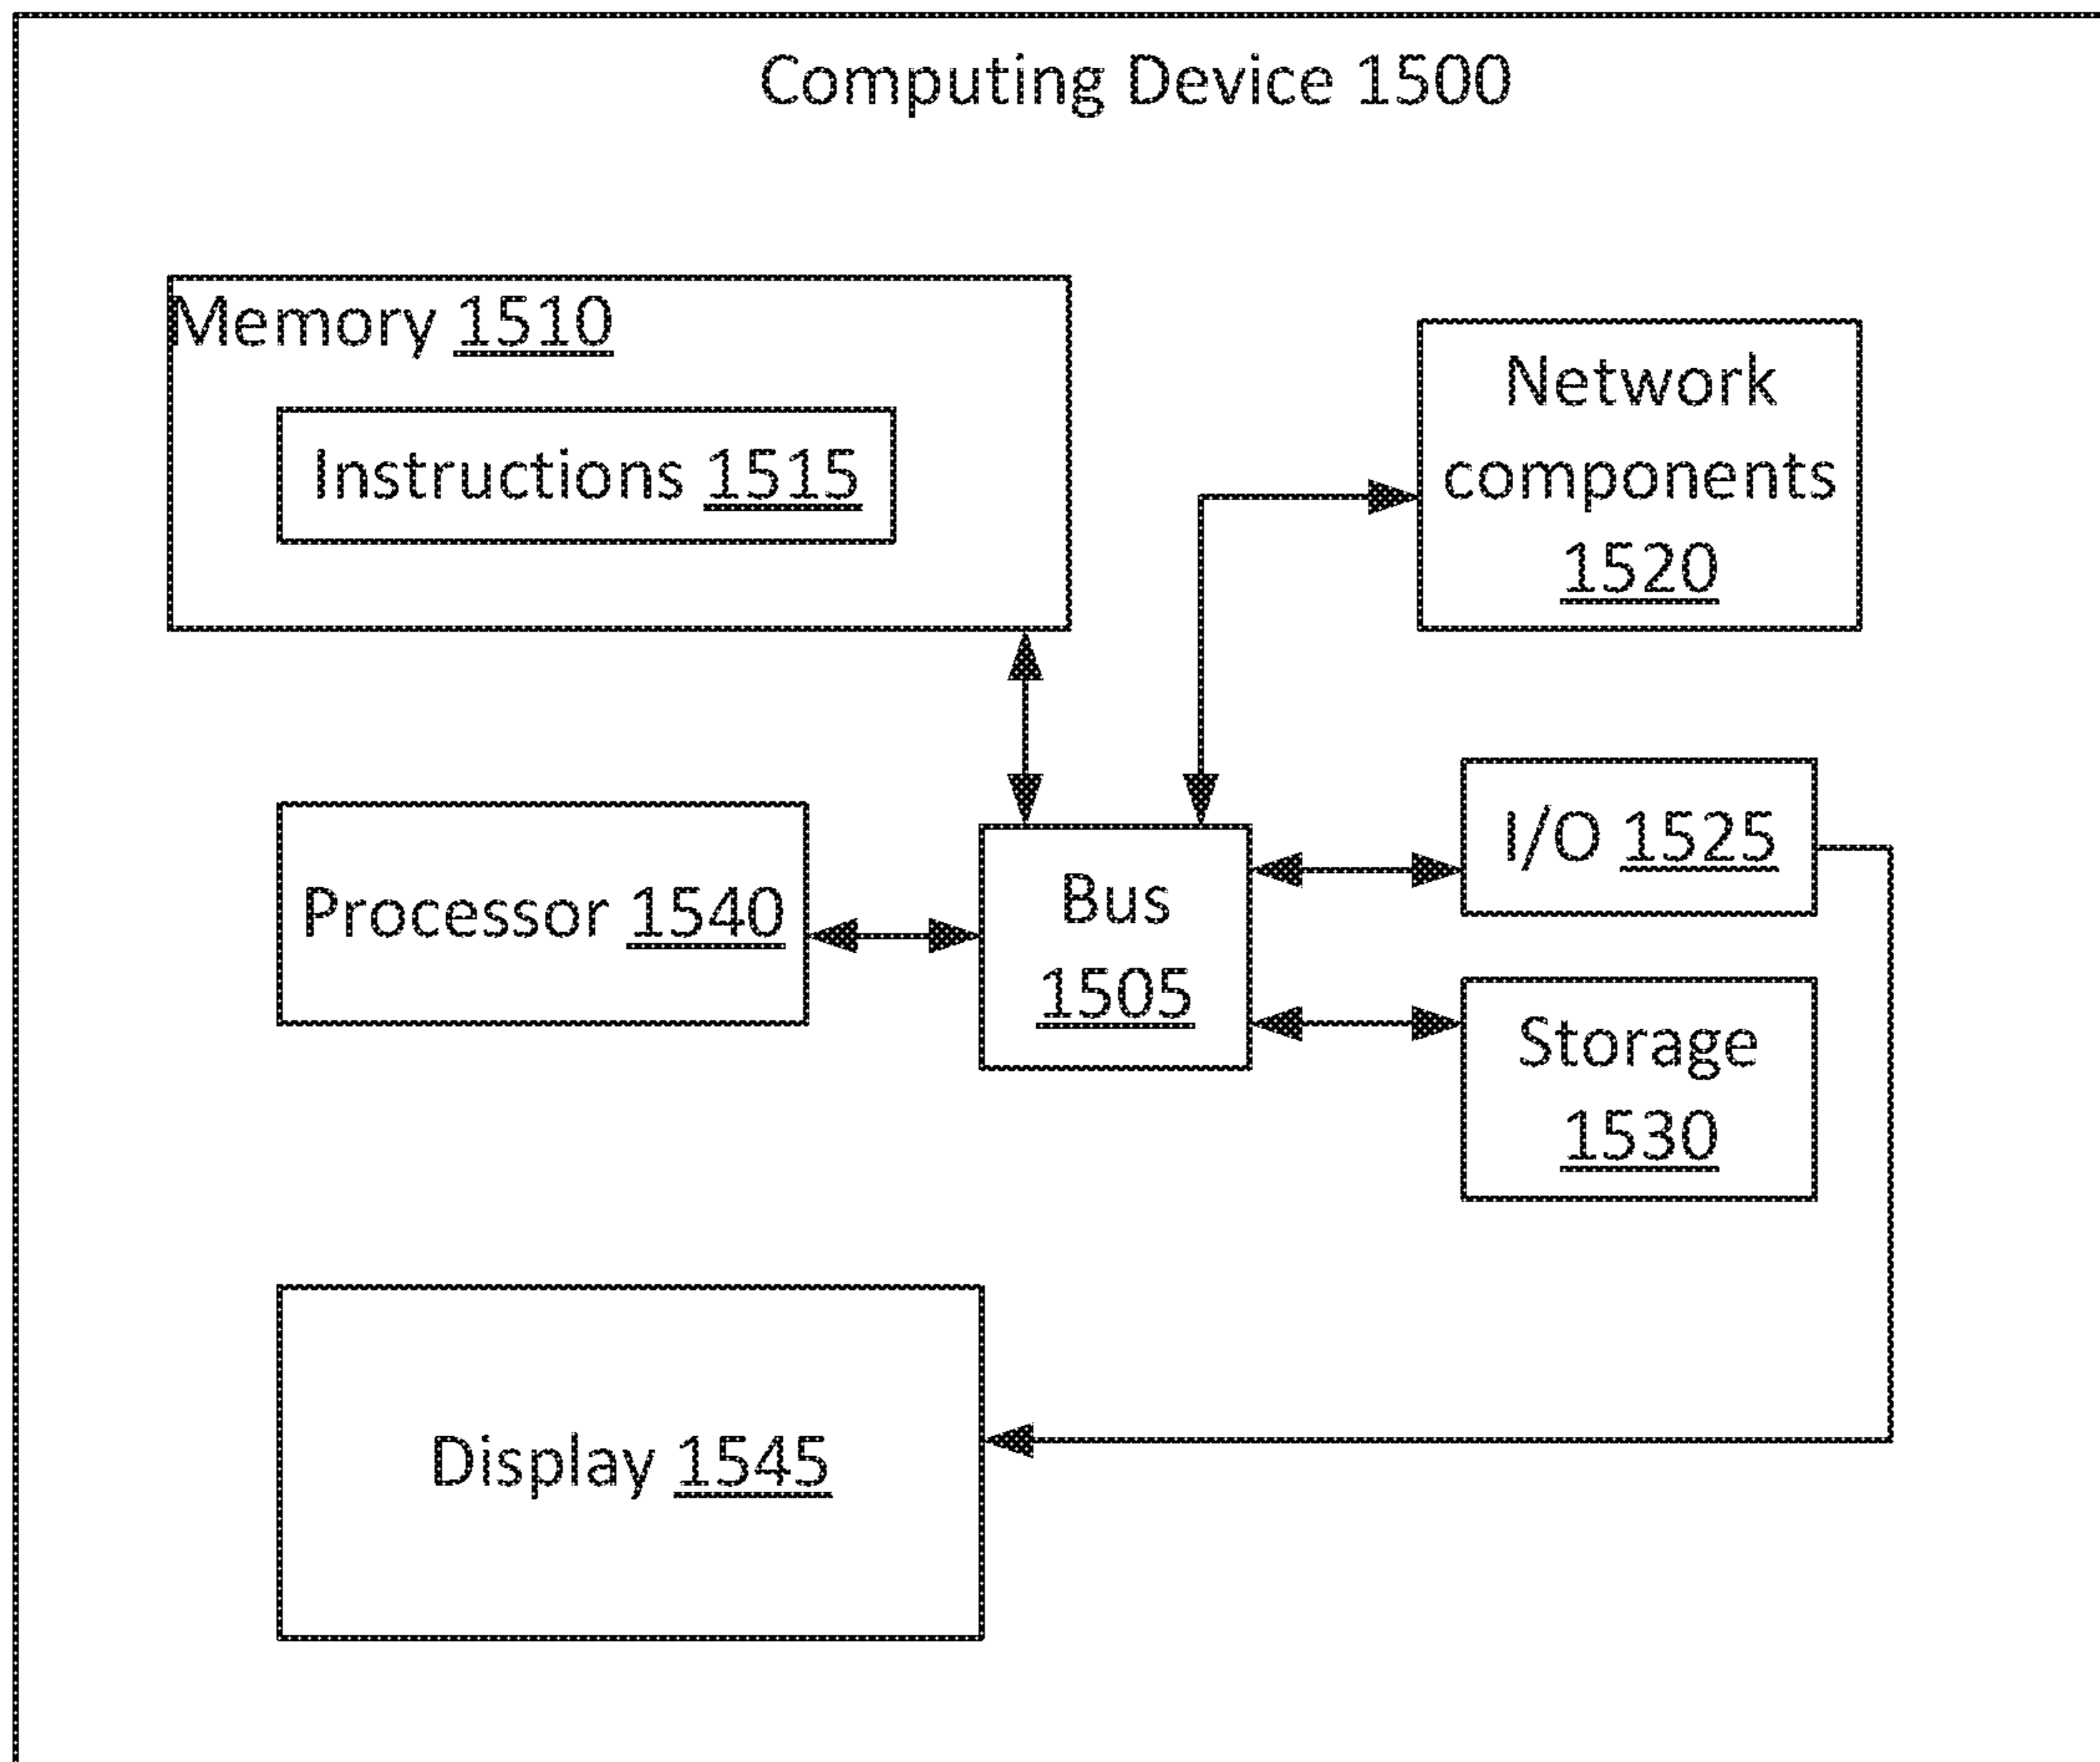 Computing Device 1500
Memory 1510
Instructions 1515
Network
components
1520
I/O 1525
Processor 1540
Bus
1505
Storage
1530
Display 1545